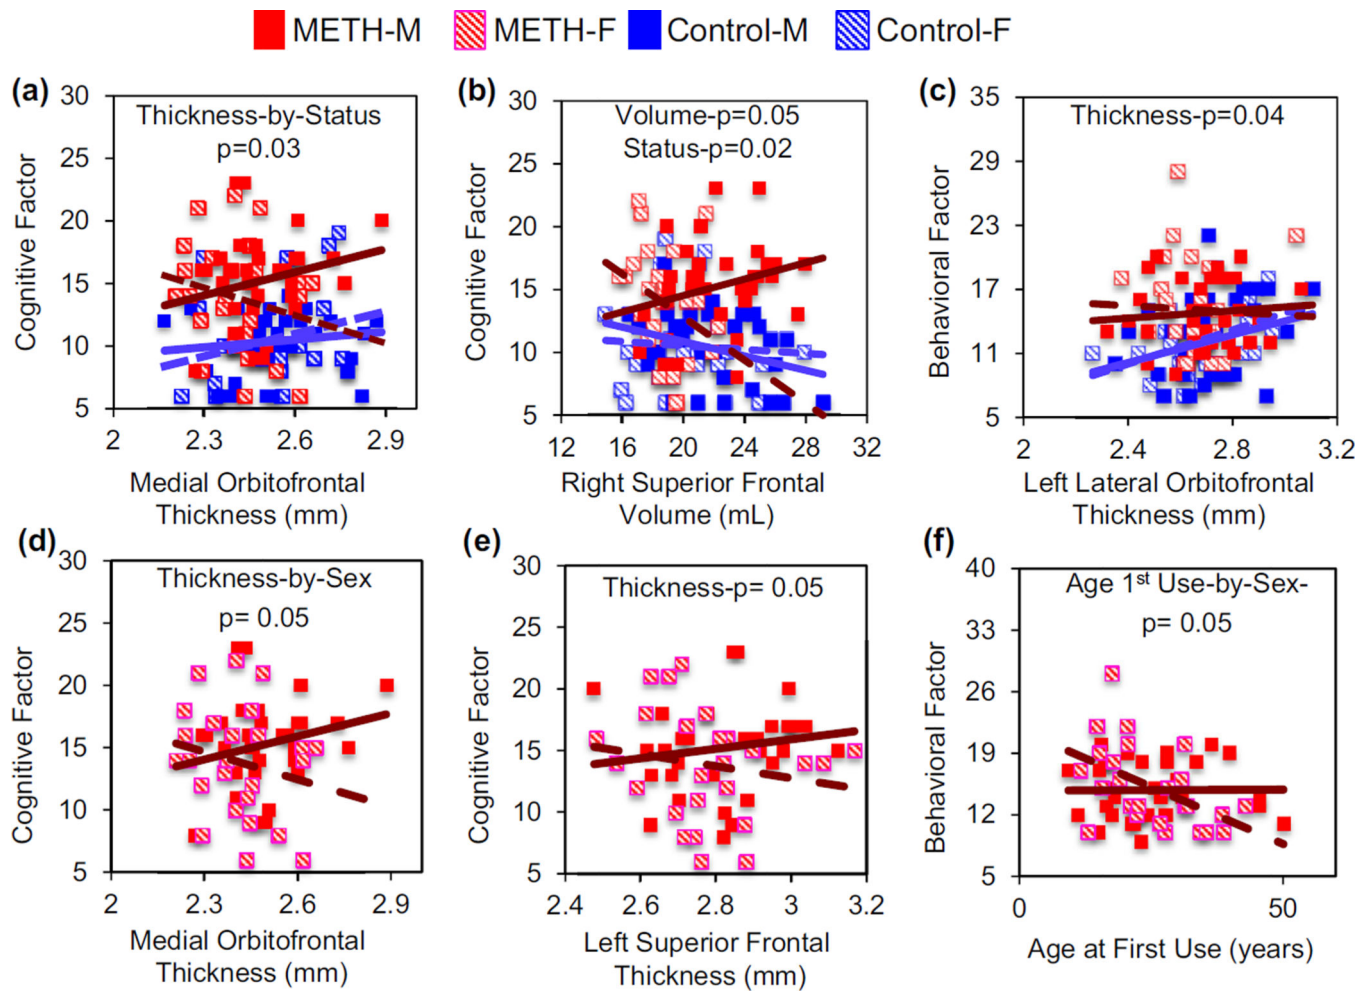 METH-M METH-F Control-M Control-F
(a)
30
25
20
15
10
5
Cognitive Factor
Thickness-by-Status
p=0.03
2 2.3 2.6 2.9
Medial Orbitofrontal
Thickness (mm)
(b)
30
25
20
15
10
5
Cognitive Factor
Volume-p=0.05
Status-p=0.02
12 16 20 24 28 32
Right Superior Frontal
Volume (mL)
(c)
35
29
23
17
11
5
Behavioral Factor
Thickness-p=0.04
2 2.4 2.8 3.2
Left Lateral Orbitofrontal
Thickness (mm)
(d)
30
25
20
15
10
5
Cognitive Factor
Thickness-by-Sex
p= 0.05
2 2.3 2.6 2.9
Medial Orbitofrontal
Thickness (mm)
(e)
30
25
20
15
10
5
Cognitive Factor
Thickness-p= 0.05
2.4 2.6 2.8 3 3.2
Left Superior Frontal
Thickness (mm)
(f)
40
33
26
19
12
5
Behavioral Factor
Age 1st Use-by-Sex-
p= 0.05
0 50
Age at First Use (years)